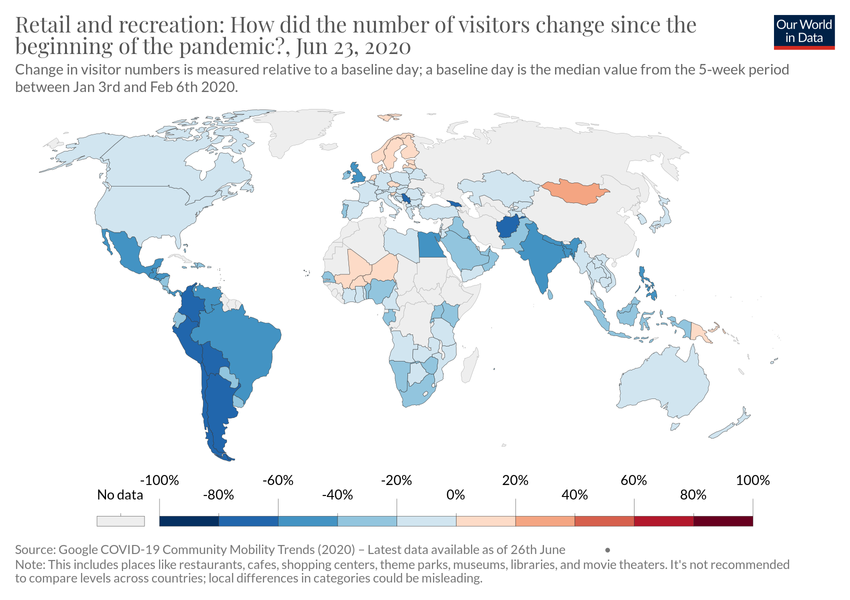 Retail and recreation: How did the number of visitors change since the
beginning of the pandemic?, Jun 23, 2020
Our World
in Data
Change in visitor numbers is measured relative to a baseline day; a baseline day is the median value from the 5-week period
between Jan 3rd and Feb 6th 2020.
-100% -60% -20% 20% 60% 100%
No data -80% -40% 0% 40% 80%
Source: Google COVID-19 Community Mobility Trends (2020) – Latest data available as of 26th June
Note: This includes places like restaurants, cafes, shopping centers, theme parks, museums, libraries, and movie theaters. It's not recommended
to compare levels across countries; local differences in categories could be misleading.